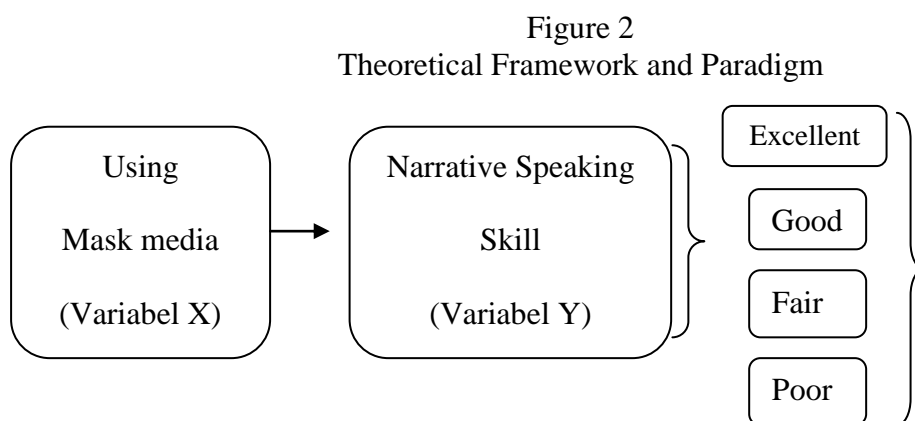 Figure 2
Theoretical Framework and Paradigm
Using
Mask media
(Variabel X)
Narrative Speaking
Skill
(Variabel Y)
Excellent
Good
Fair
Poor